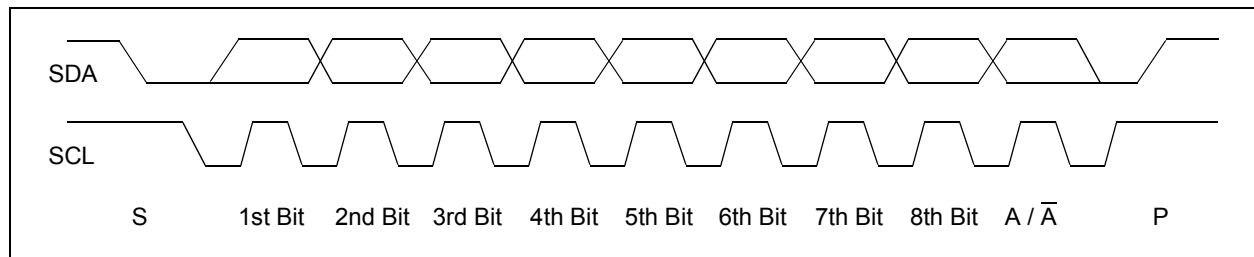 SDA
SCL
S 1st Bit 2nd Bit 3rd Bit 4th Bit 5th Bit 6th Bit 7th Bit 8th Bit A / A̅ P